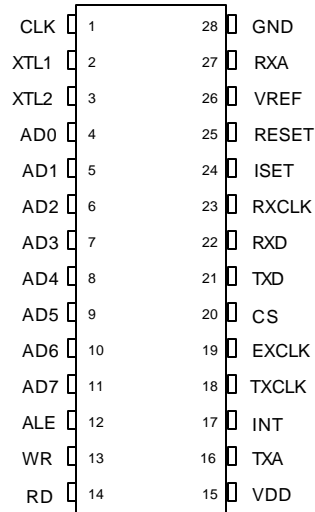 CLK 1 28 GND
XTL1 2 27 RXA
XTL2 3 26 VREF
AD0 4 25 RESET
AD1 5 24 ISET
AD2 6 23 RXCLK
AD3 7 22 RXD
AD4 8 21 TXD
AD5 9 20 CS
AD6 10 19 EXCLK
AD7 11 18 TXCLK
ALE 12 17 INT
WR 13 16 TXA
RD 14 15 VDD